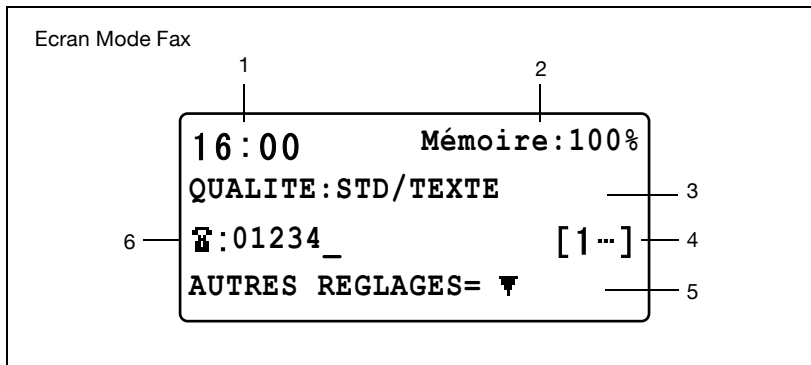 Ecran Mode Fax
1 2
16:00 Mémoire:100%
QUALITE:STD/TEXTE 3
6 ☎:01234_ [1┅] 4
AUTRES REGLAGES= ▼ 5